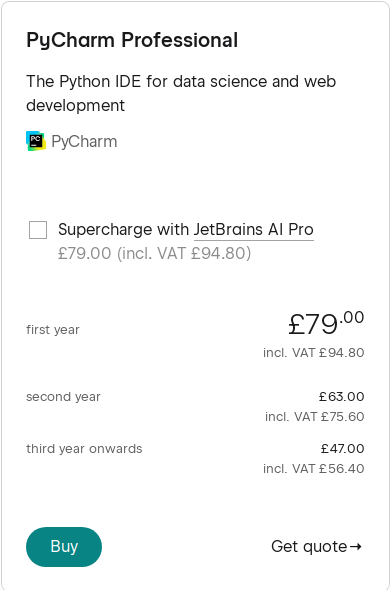 PyCharm Professional
The Python IDE for data science and web
development
PC
PyCharm
Supercharge with JetBrains AI Pro
£79.00 (incl. VAT £94.80)
first year £79.00
incl. VAT £94.80
second year £63.00
incl. VAT £75.60
third year onwards £47.00
incl. VAT £56.40
Buy Get quote→